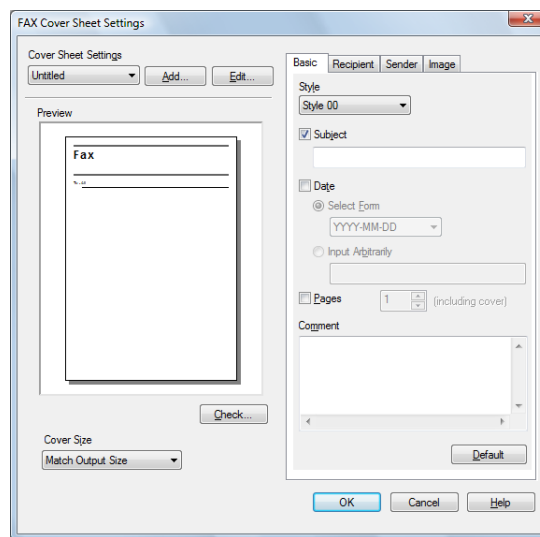 FAX Cover Sheet Settings
Cover Sheet Settings
Untitled
Add...
Edit...
Preview
Fax
Check...
Cover Size
Match Output Size
Basic
Recipient
Sender
Image
Style
Style 00
Subject
Date
Select Form
YYYY-MM-DD
Input Arbitrarily
Pages
1
(including cover)
Comment
Default
OK
Cancel
Help